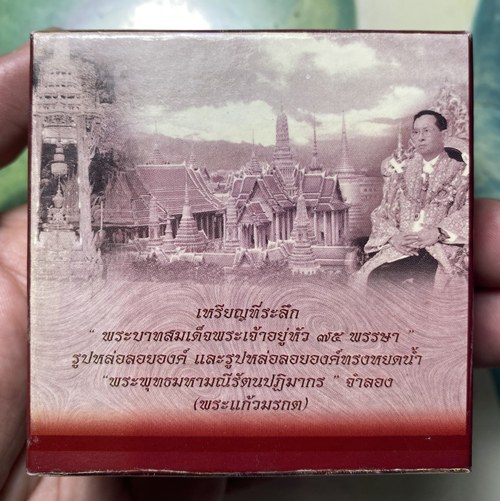 เหรียญที่ระลึก
" พระบาทสมเด็จพระเจ้าอยู่หัว ๗๕ พรรษา "
รูปหล่อลอยองค์ และรูปหล่อลอยองค์ทรงหยดน้ำ
"พระพุทธมหามณีรัตนปฏิมากร " จำลอง
(พระแก้วมรกต)